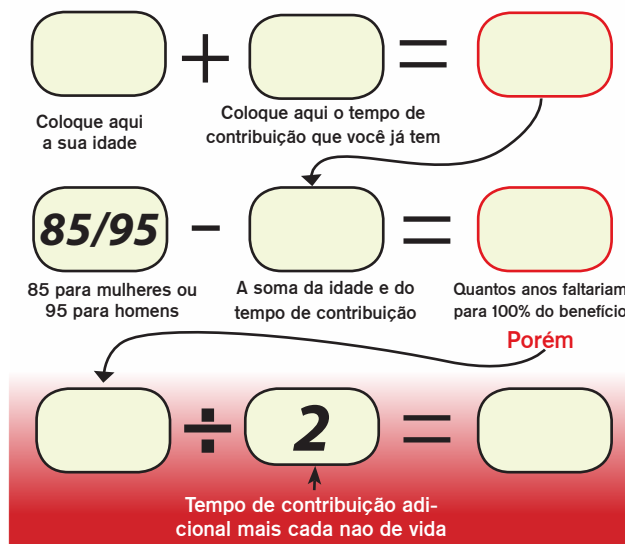 +
=
Coloque aqui
a sua idade
Coloque aqui o tempo de
contribuição que você já tem
85/95
-
=
85 para mulheres ou
95 para homens
A soma da idade e do
tempo de contribuição
Quantos anos faltariam
para 100% do benefício
Porém
÷
2
=
Tempo de contribuição adi-
cional mais cada nao de vida